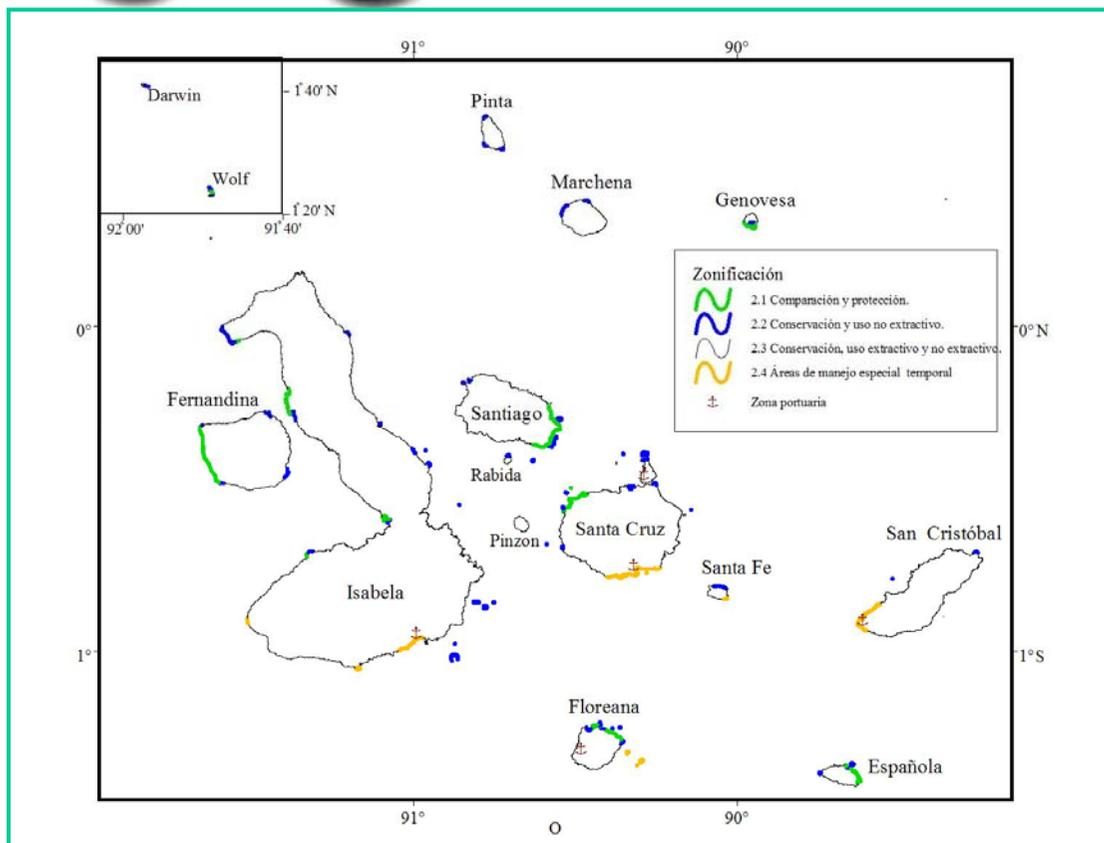 91°
90°
Darwin
1°40' N
Wolf
1°20' N
92°00'
91°40'
Pinta
Marchena
Genovesa
Zonificación
2.1 Comparación y protección.
2.2 Conservación y uso no extractivo.
2.3 Conservación, uso extractivo y no extractivo.
2.4 Áreas de manejo especial temporal
Zona portuaria
0°
0° N
Fernandina
Santiago
Rabida
Pinzon
Santa Cruz
Santa Fe
San Cristóbal
Isabela
1°
1° S
Floreana
Española
91°
90°
O